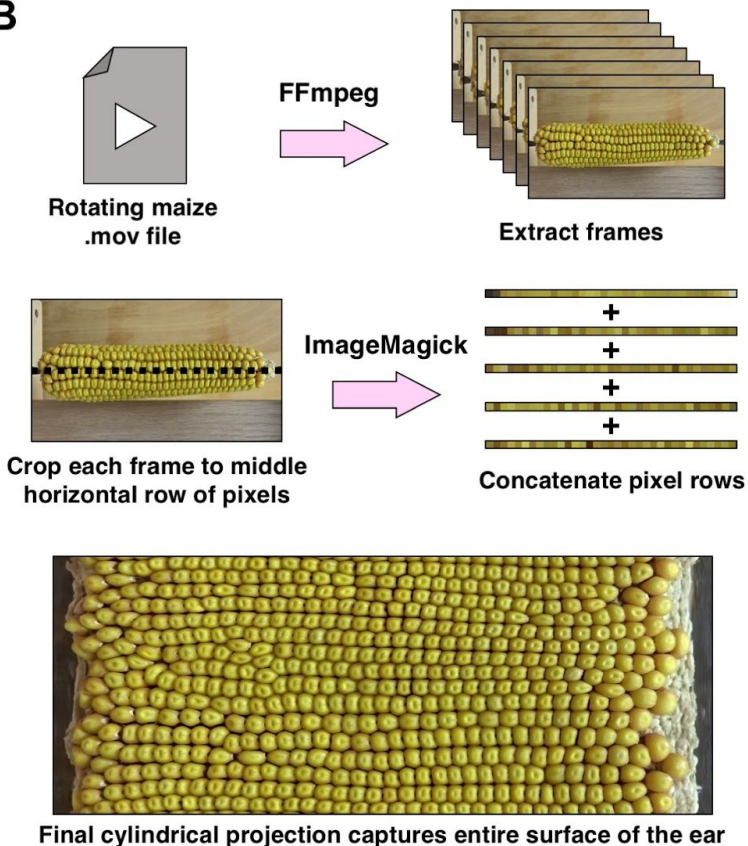 B
FFmpeg
Rotating maize
.mov file
Extract frames
ImageMagick
Crop each frame to middle
horizontal row of pixels
+
+
+
+
Concatenate pixel rows
Final cylindrical projection captures entire surface of the ear